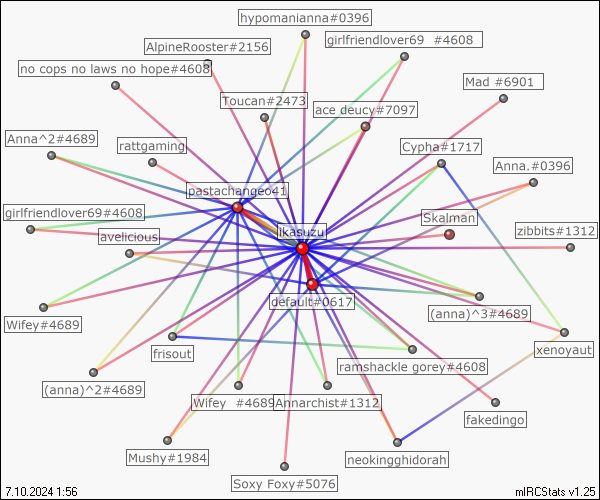 hypomanianna#0396
girlfriendlover69 #4608
AlpineRooster#2156
no cops no laws no hope#4608
Mad #6901
Toucan#2473
ace deucy#7097
Anna^2#4689
rattgaming
Cypha#1717
Anna.#0396
pastachangeo41
girlfriendlover69#4608
Skalman
avelicious
Ikasuzu
zibbits#1312
default#0617
(anna)^3#4689
Wifey#4689
frisout
xenoyaut
ramshackle gorey#4608
(anna)^2#4689
Wifey #4689
Annarchist#1312
fakedingo
Mushy#1984
neokingghidorah
Soxy Foxy#5076
7.10.2024 1:56
mIRCStats v1.25